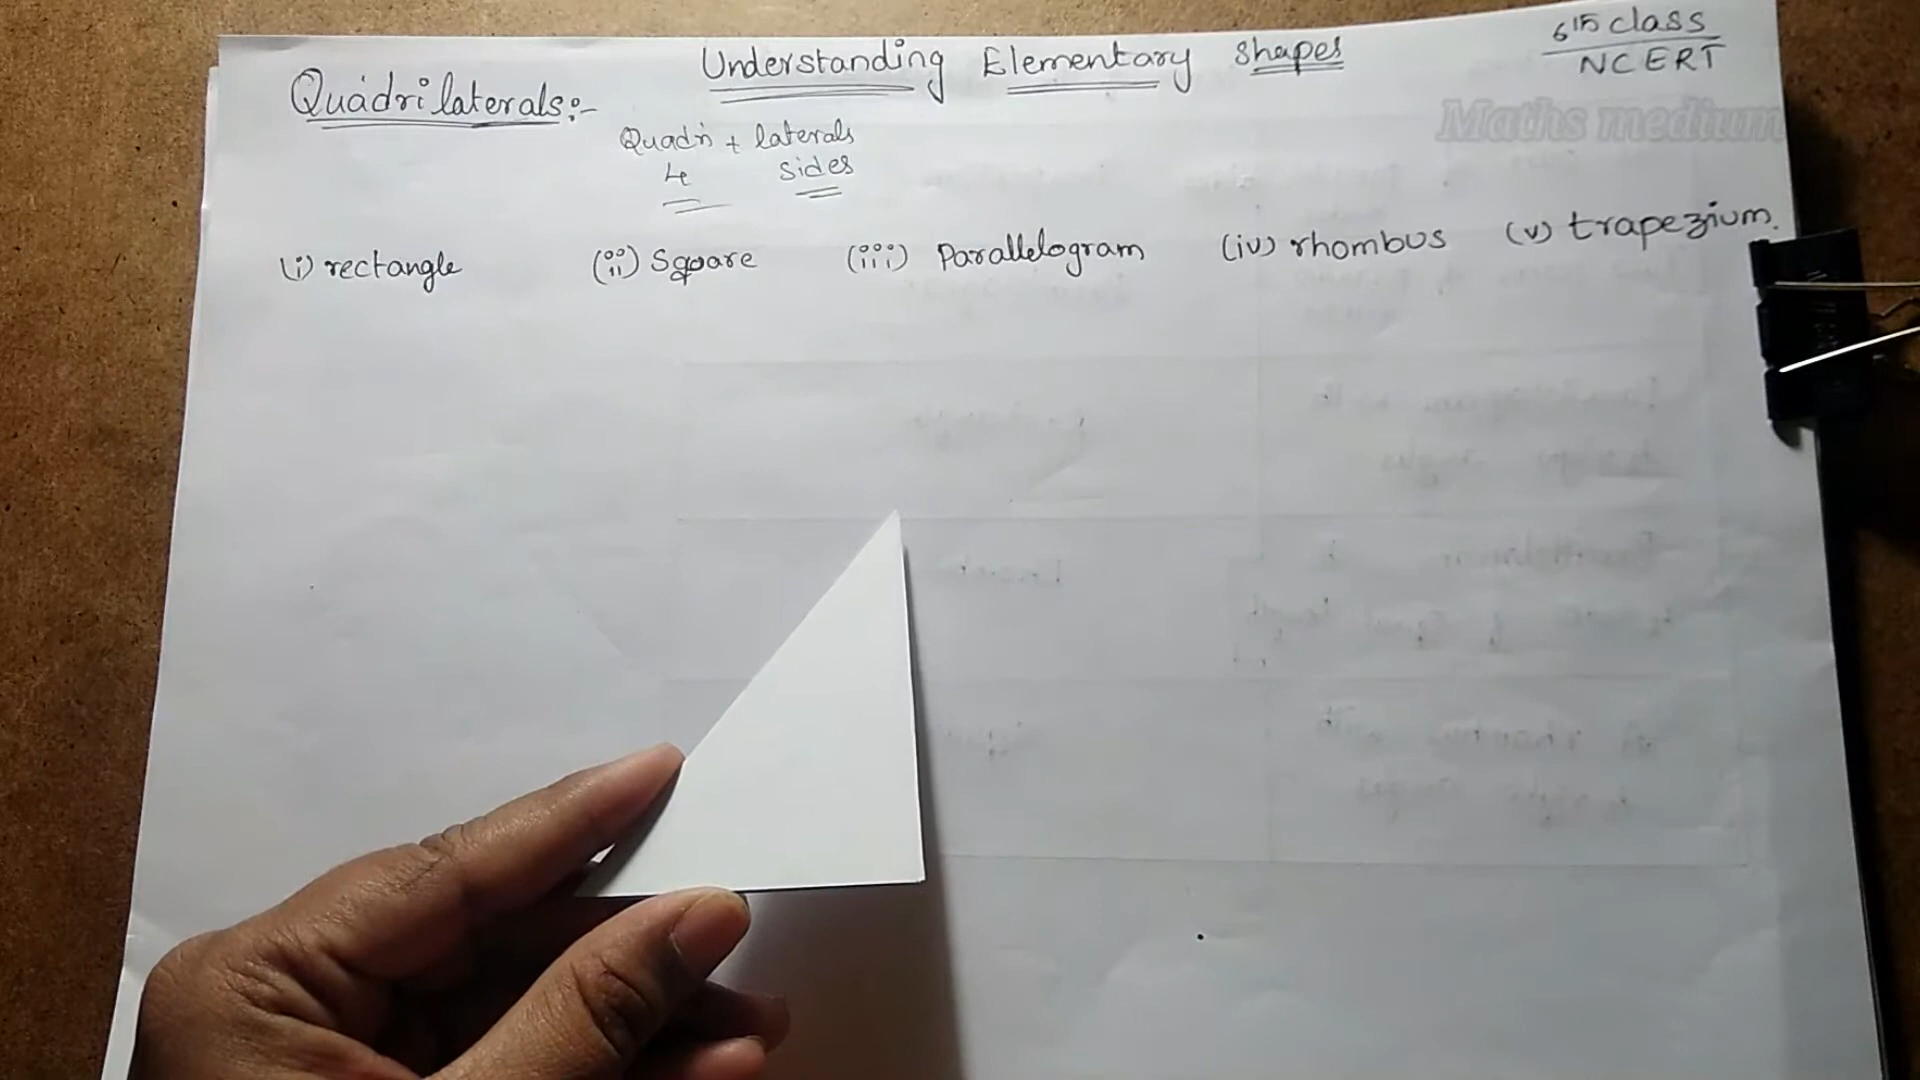 Understanding Elementary shapes
6th class
NCERT
Quadrilaterals:-
Maths medium
Quadri + laterals
4 sides
(i) rectangle (ii) Square (iii) Parallelogram (iv) rhombus (v) trapezium.